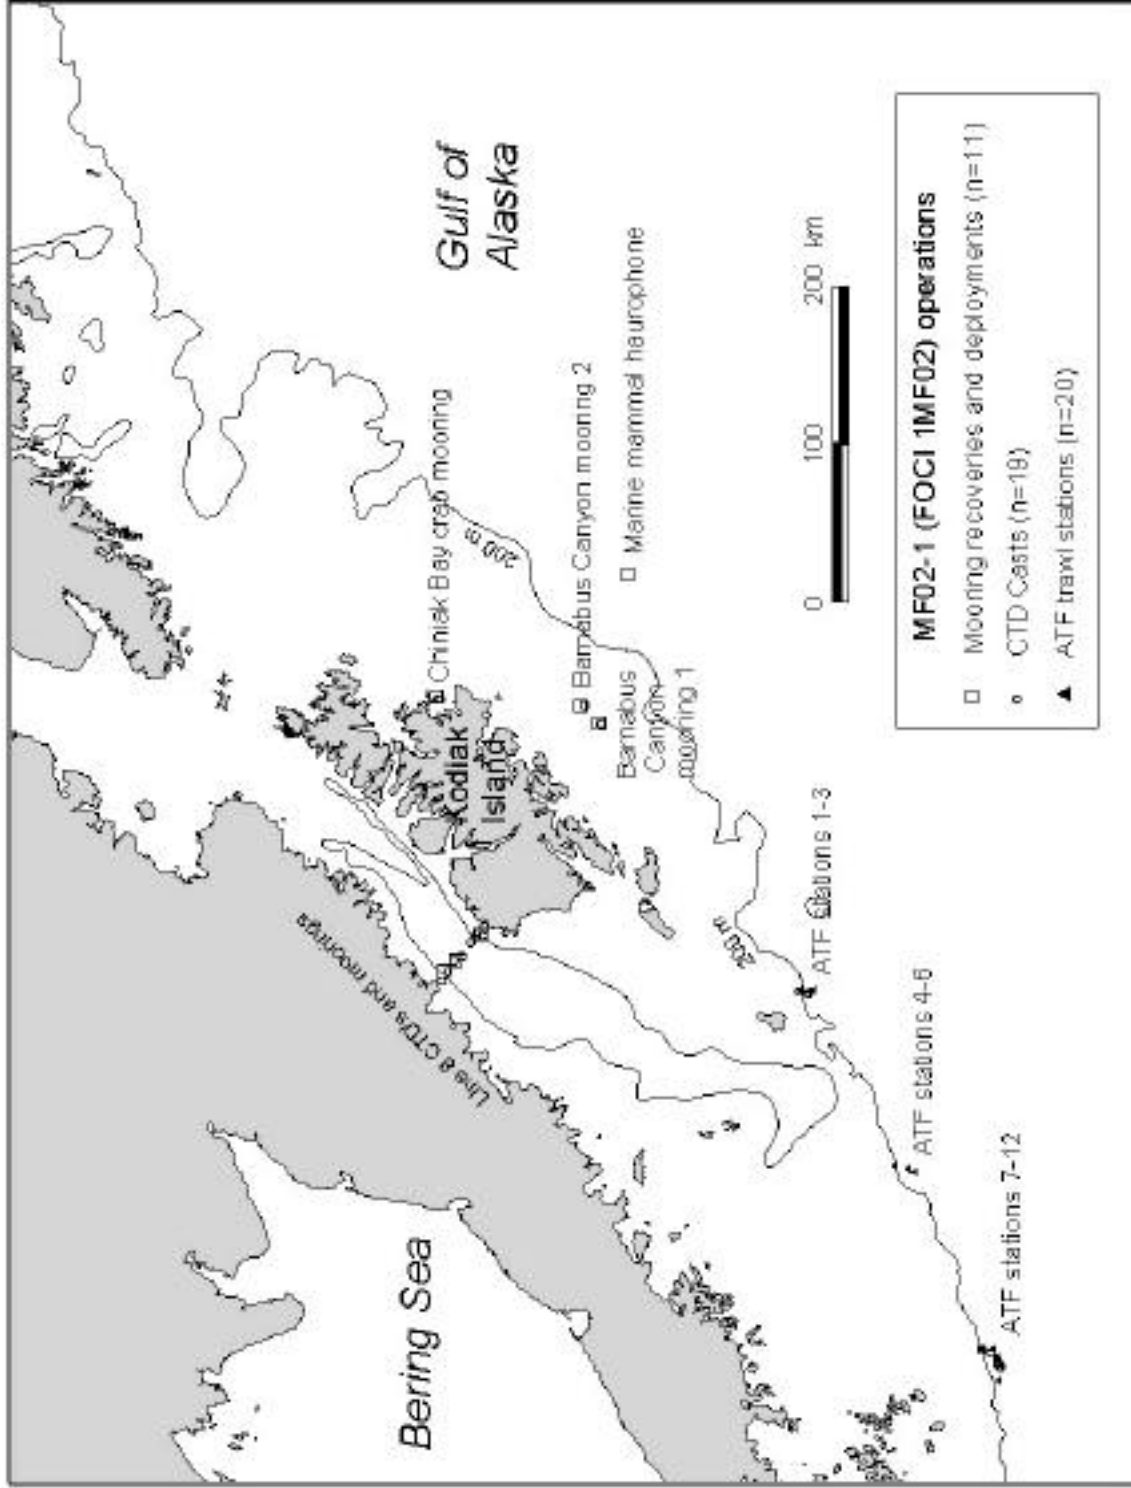 Gulf of
Alaska
Bering Sea
Kodiak
Island
Chiniak Bay crab mooring
200 m
Barnabus Canyon mooring 2
Marine mammal haurophone
Barnabus
Canyon
mooring 1
Line 8 CTD's and moorings
200 m
ATF Stations 1-3
ATF stations 4-6
ATF stations 7-12
0 100 200 km
MF02-1 (FOCI 1MF02) operations
Mooring recoveries and deployments (n=11)
CTD Casts (n=19)
ATF trawl stations (n=20)